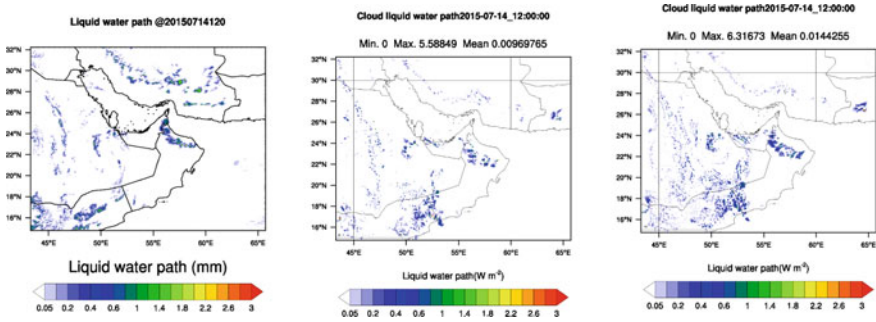 Liquid water path @20150714120
32°N
30°N
28°N
26°N
24°N
22°N
20°N
18°N
16°N
45°E 50°E 55°E 60°E 65°E
Liquid water path (mm)
0.05 0.2 0.4 0.6 0.8 1 1.4 1.8 2.2 2.6 3
Cloud liquid water path2015-07-14_12:00:00
Min. 0 Max. 5.58849 Mean 0.00969765
32°N
30°N
28°N
26°N
24°N
22°N
20°N
18°N
16°N
45°E 50°E 55°E 60°E 65°E
Liquid water path(W m-2)
0.05 0.2 0.4 0.6 0.8 1 1.4 1.8 2.2 2.6 3
Cloud liquid water path2015-07-14_12:00:00
Min. 0 Max. 6.31673 Mean 0.0144255
32°N
30°N
28°N
26°N
24°N
22°N
20°N
18°N
16°N
45°E 50°E 55°E 60°E 65°E
Liquid water path(W m-2)
0.05 0.2 0.4 0.6 0.8 1 1.4 1.8 2.2 2.6 3